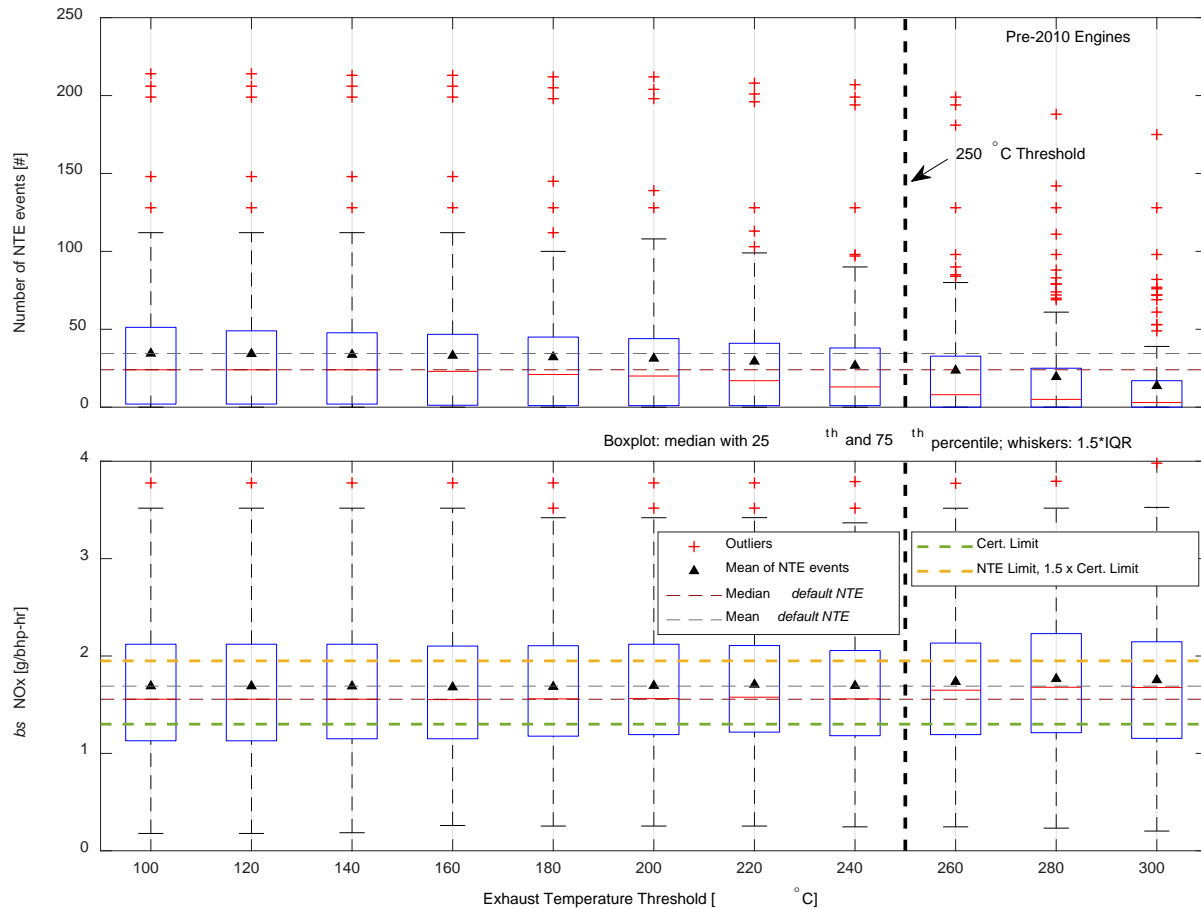 250
200
150
100
50
0
Number of NTE events [#]
Pre-2010 Engines
250 °C Threshold
Boxplot: median with 25 th and 75 th percentile; whiskers: 1.5*IQR
4
3
2
1
0
bs NOx [g/bhp-hr]
Outliers
Mean of NTE events
Median default NTE
Mean default NTE
Cert. Limit
NTE Limit, 1.5 x Cert. Limit
100 120 140 160 180 200 220 240 260 280 300
Exhaust Temperature Threshold [ °C]